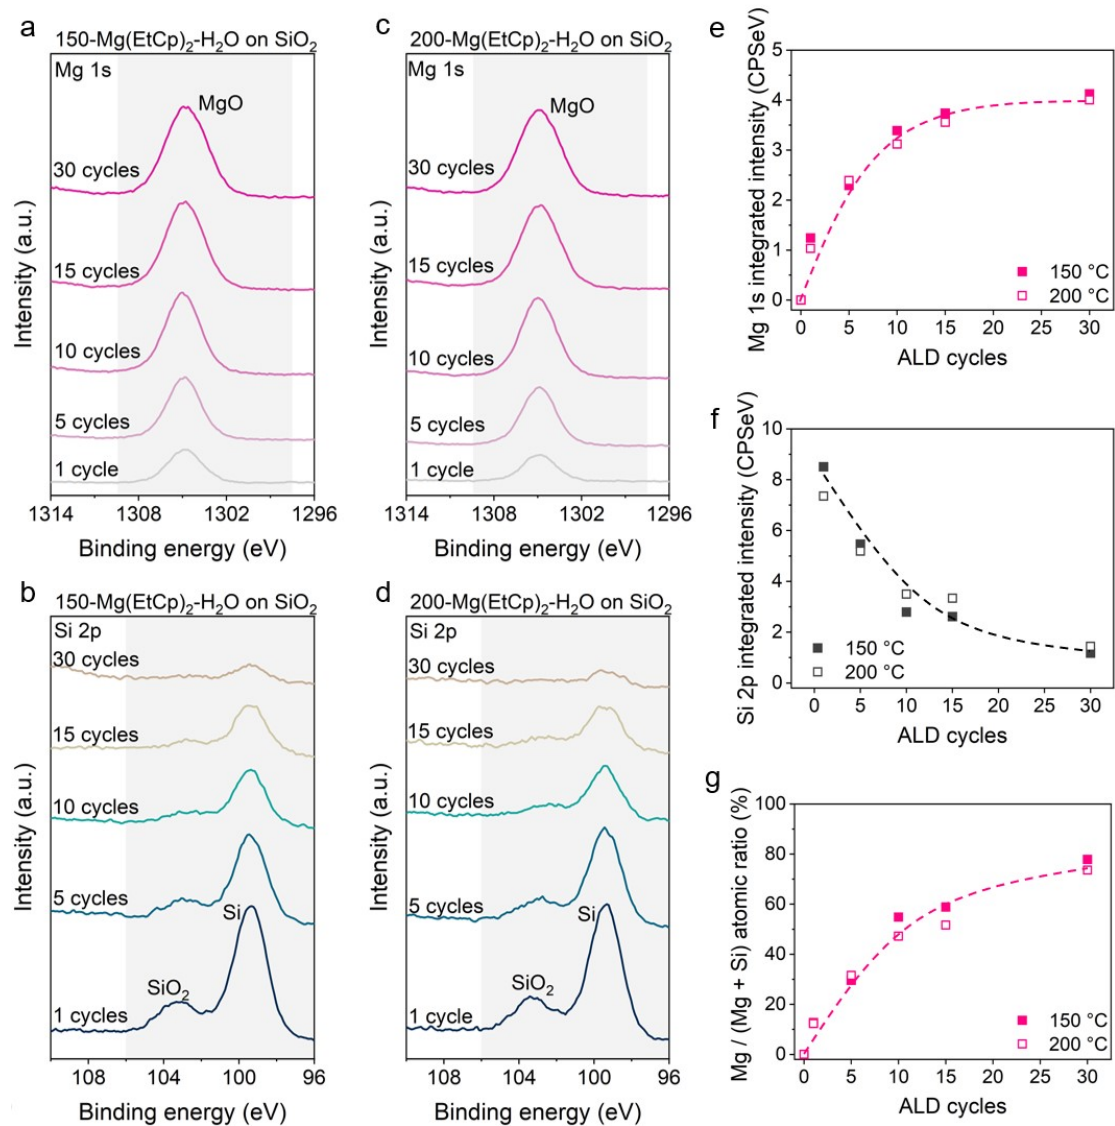 a
150-Mg(EtCp)₂-H₂O on SiO₂
Mg 1s
MgO
30 cycles
15 cycles
10 cycles
5 cycles
1 cycle
Intensity (a.u.)
1314 1308 1302 1296
Binding energy (eV)
b
150-Mg(EtCp)₂-H₂O on SiO₂
Si 2p
30 cycles
15 cycles
10 cycles
5 cycles
Si
SiO₂
1 cycles
Intensity (a.u.)
108 104 100 96
Binding energy (eV)
c
200-Mg(EtCp)₂-H₂O on SiO₂
Mg 1s
MgO
30 cycles
15 cycles
10 cycles
5 cycles
1 cycle
Intensity (a.u.)
1314 1308 1302 1296
Binding energy (eV)
d
200-Mg(EtCp)₂-H₂O on SiO₂
Si 2p
30 cycles
15 cycles
10 cycles
5 cycles
Si
SiO₂
1 cycle
Intensity (a.u.)
108 104 100 96
Binding energy (eV)
e
Mg 1s integrated intensity (CPSeV)
5
4
3
2
1
0
150 °C
200 °C
0 5 10 15 20 25 30
ALD cycles
f
Si 2p integrated intensity (CPSeV)
10
8
6
4
2
0
150 °C
200 °C
0 5 10 15 20 25 30
ALD cycles
g
Mg / (Mg + Si) atomic ratio (%)
100
80
60
40
20
0
150 °C
200 °C
0 5 10 15 20 25 30
ALD cycles